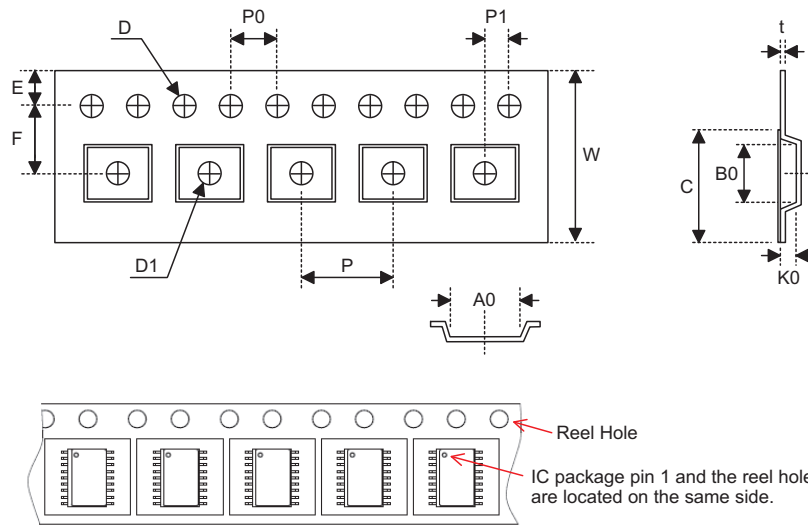 D
P0
P1
t
E
F
W
C
B0
D1
P
K0
A0
Reel Hole
IC package pin 1 and the reel hole
are located on the same side.